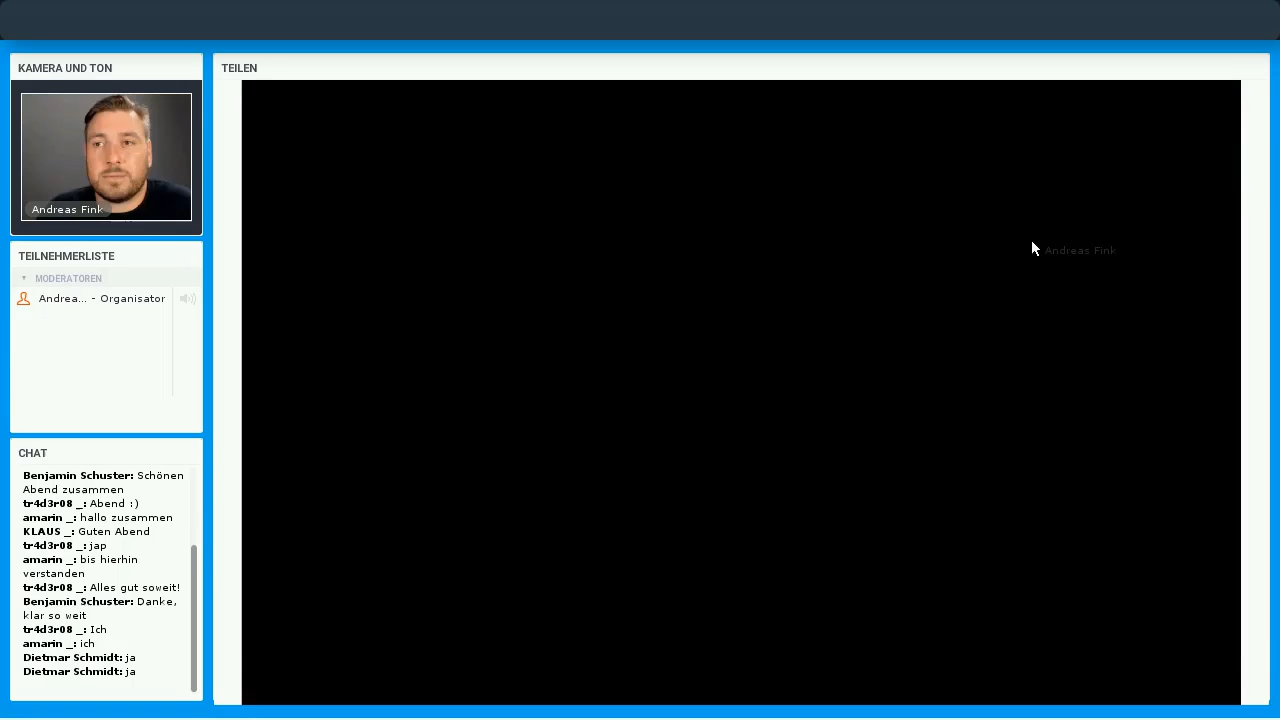 KAMERA UND TON
Andreas Fink
TEILNEHMERLISTE
MODERATOREN
Andrea... - Organisator
CHAT
Benjamin Schuster: Schönen
Abend zusammen
tr4d3r08 _: Abend :)
amarin _: hallo zusammen
KLAUS _: Guten Abend
tr4d3r08 _: jap
amarin _: bis hierhin
verstanden
tr4d3r08 _: Alles gut soweit!
Benjamin Schuster: Danke,
klar so weit
tr4d3r08 _: Ich
amarin _: ich
Dietmar Schmidt: ja
Dietmar Schmidt: ja
TEILEN
Andreas Fink